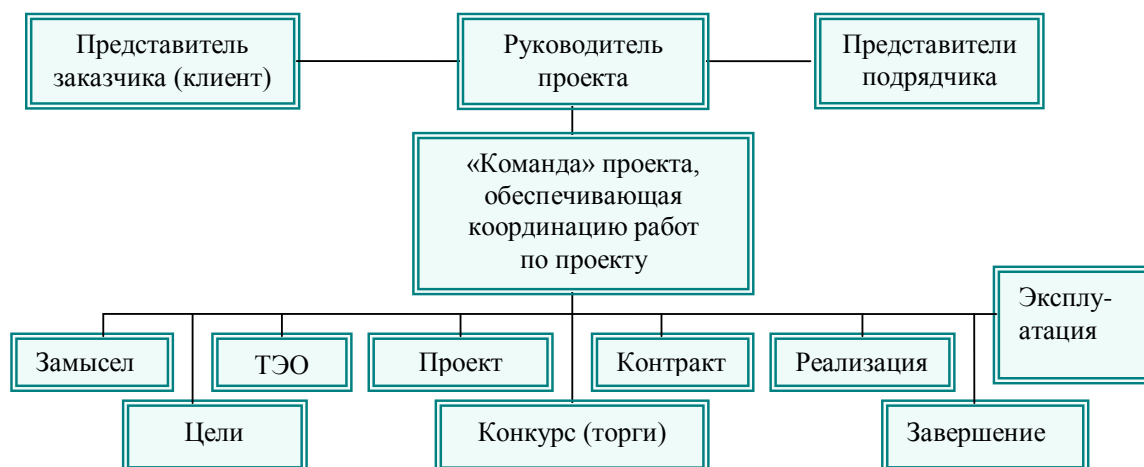 Представитель
заказчика (клиент)
Руководитель
проекта
Представители
подрядчика
«Команда» проекта,
обеспечивающая
координацию работ
по проекту
Эксплу-
атация
Замысел
ТЭО
Проект
Контракт
Реализация
Цели
Конкурс (торги)
Завершение